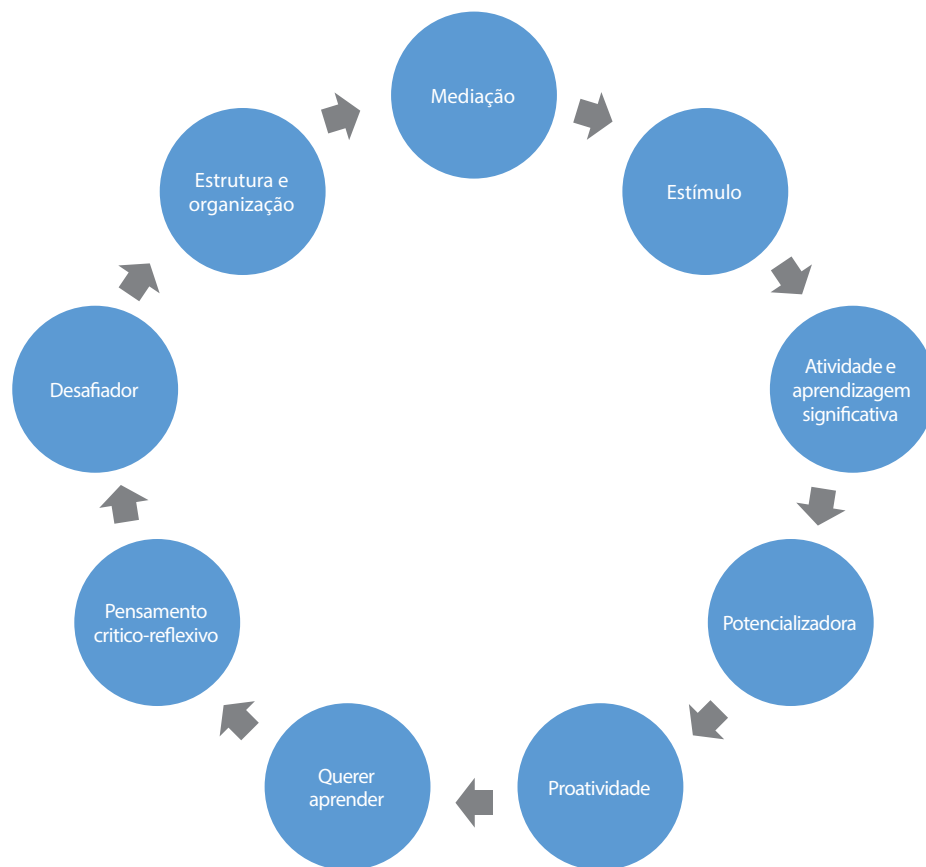 Mediação
Estímulo
Atividade e
aprendizagem
significativa
Potencializadora
Proatividade
Querer
aprender
Pensamento
critico-reflexivo
Desafiador
Estrutura e
organização